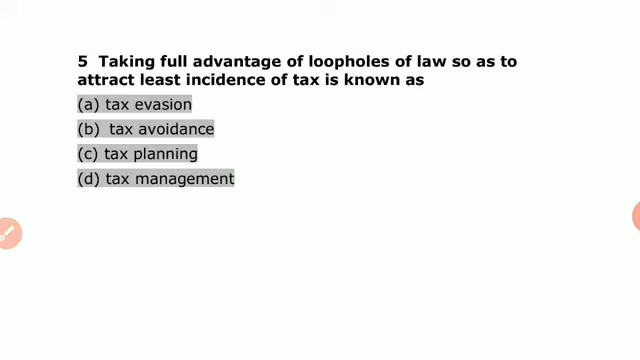 5 Taking full advantage of loopholes of law so as to
attract least incidence of tax is known as
(a) tax evasion
(b) tax avoidance
(c) tax planning
(d) tax management